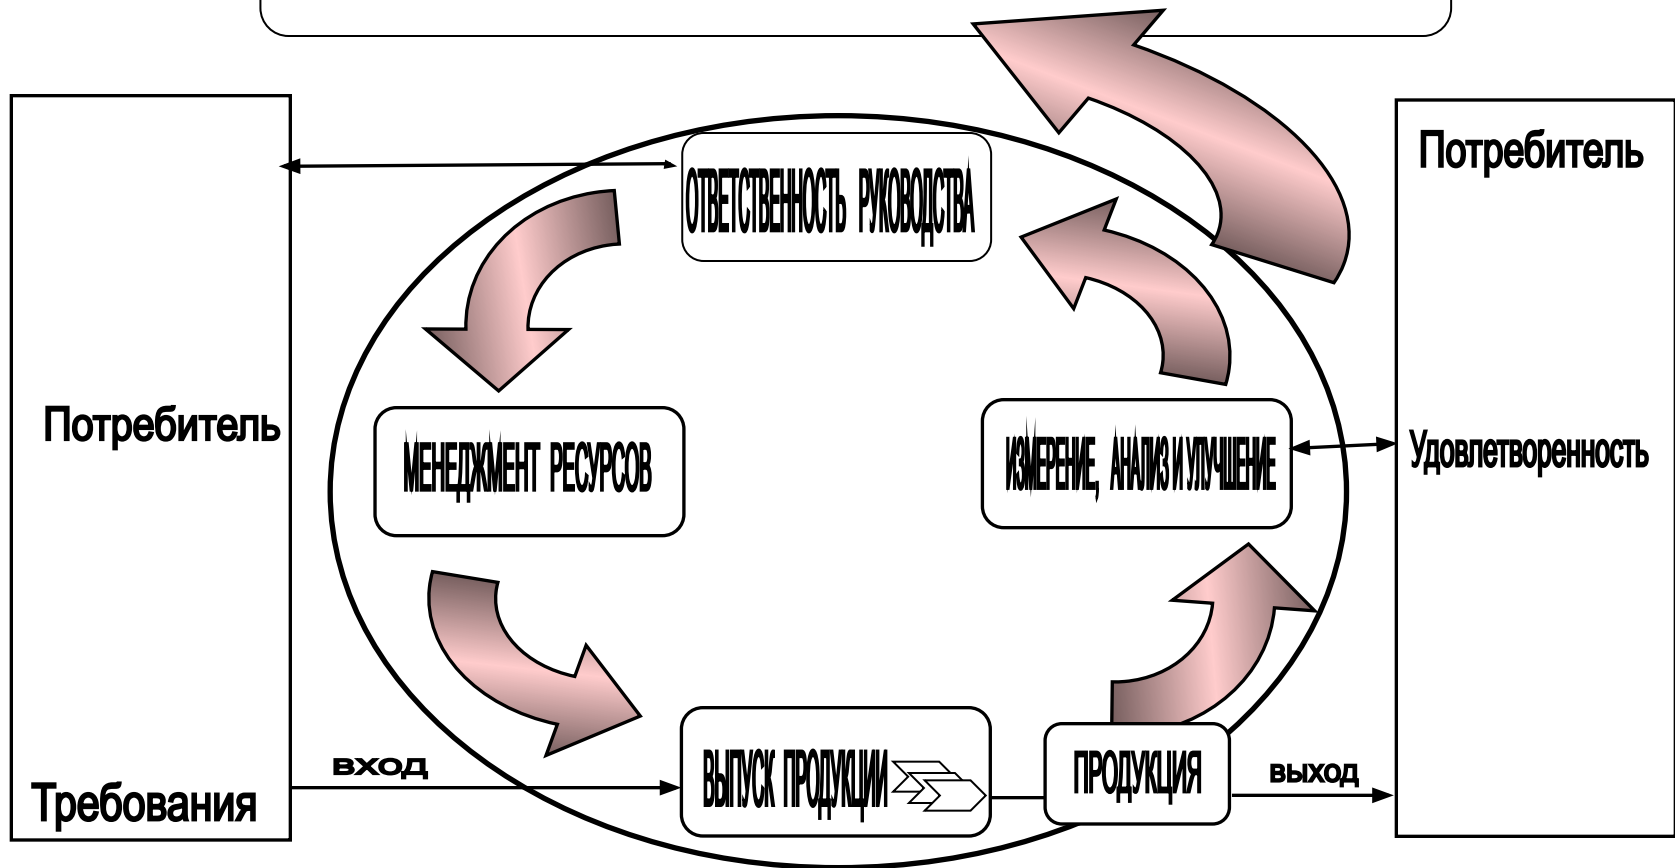 Потребитель
ОТВЕТСТВЕННОСТЬ РУКОВОДСТВА
Потребитель
МЕНЕДЖМЕНТ РЕСУРСОВ
ИЗМЕРЕНИЕ, АНАЛИЗ И УЛУЧШЕНИЕ
Удовлетворенность
Требования
вход
ВЫПУСК ПРОДУКЦИИ
ПРОДУКЦИЯ
выход